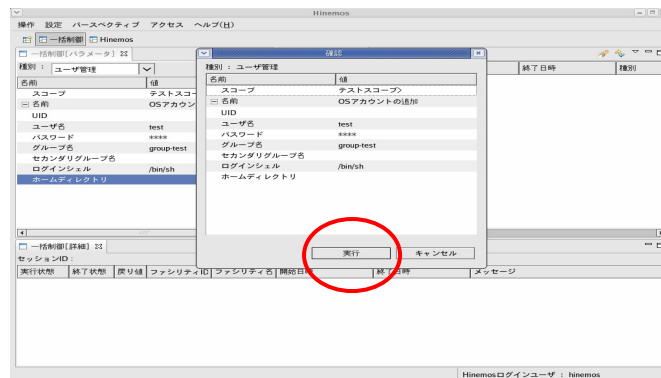 Hinemos
操作 設定 パースペクティブ アクセス ヘルプ(H)
一括制御 Hinemos
一括制御[パラメータ]
種別 : ユーザ管理
名前 値
スコープ テストスコー
名前 OSアカウン
UID
ユーザ名 test
パスワード ****
グループ名 group-test
セカンダリグループ名
ログインシェル /bin/sh
ホームディレクトリ
確認
種別 : ユーザ管理
名前 値
スコープ テストスコープ>
名前 OSアカウントの追加
UID
ユーザ名 test
パスワード ****
グループ名 group-test
セカンダリグループ名
ログインシェル /bin/sh
ホームディレクトリ
実行 キャンセル
終了日時 種別
一括制御[詳細]
セッションID :
実行状態 終了状態 戻り値 ファシリティID ファシリティ名 開始日時 終了日時 メッセージ
Hinemosログインユーザ : hinemos